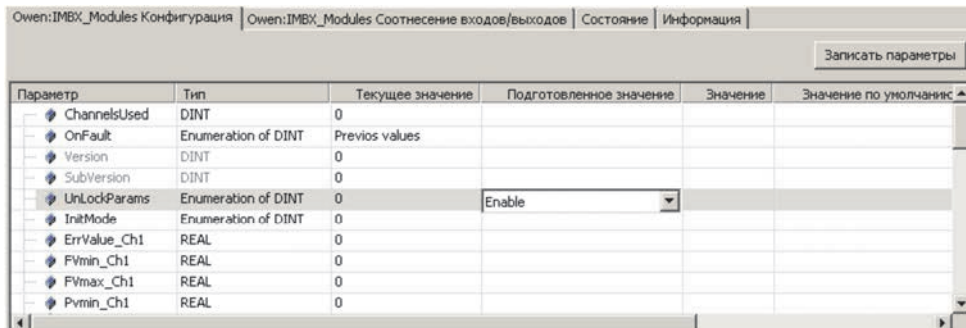 Owen:IMBX_Modules Конфигурация Owen:IMBX_Modules Соотнесение входов/выходов Состояние Информация
Записать параметры
Параметр Тип Текущее значение Подготовленное значение Значение Значение по умолчанию
ChannelsUsed DINT 0
OnFault Enumeration of DINT Previos values
Version DINT 0
SubVersion DINT 0
UnLockParams Enumeration of DINT 0 Enable
InitMode Enumeration of DINT 0
ErrValue_Ch1 REAL 0
FVmin_Ch1 REAL 0
FVmax_Ch1 REAL 0
Pvmin_Ch1 REAL 0